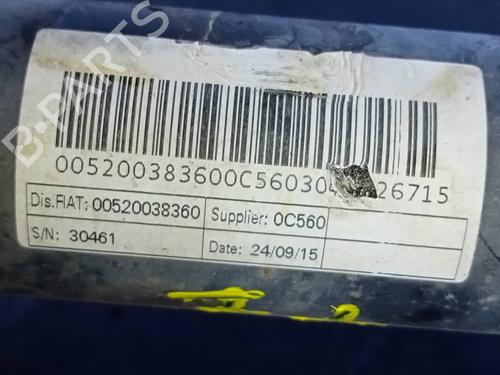 B-PARTS
005200383600C56030 26715
Dis.FIAT: 00520038360 Supplier: 0C560
S/N: 30461 Date: 24/09/15